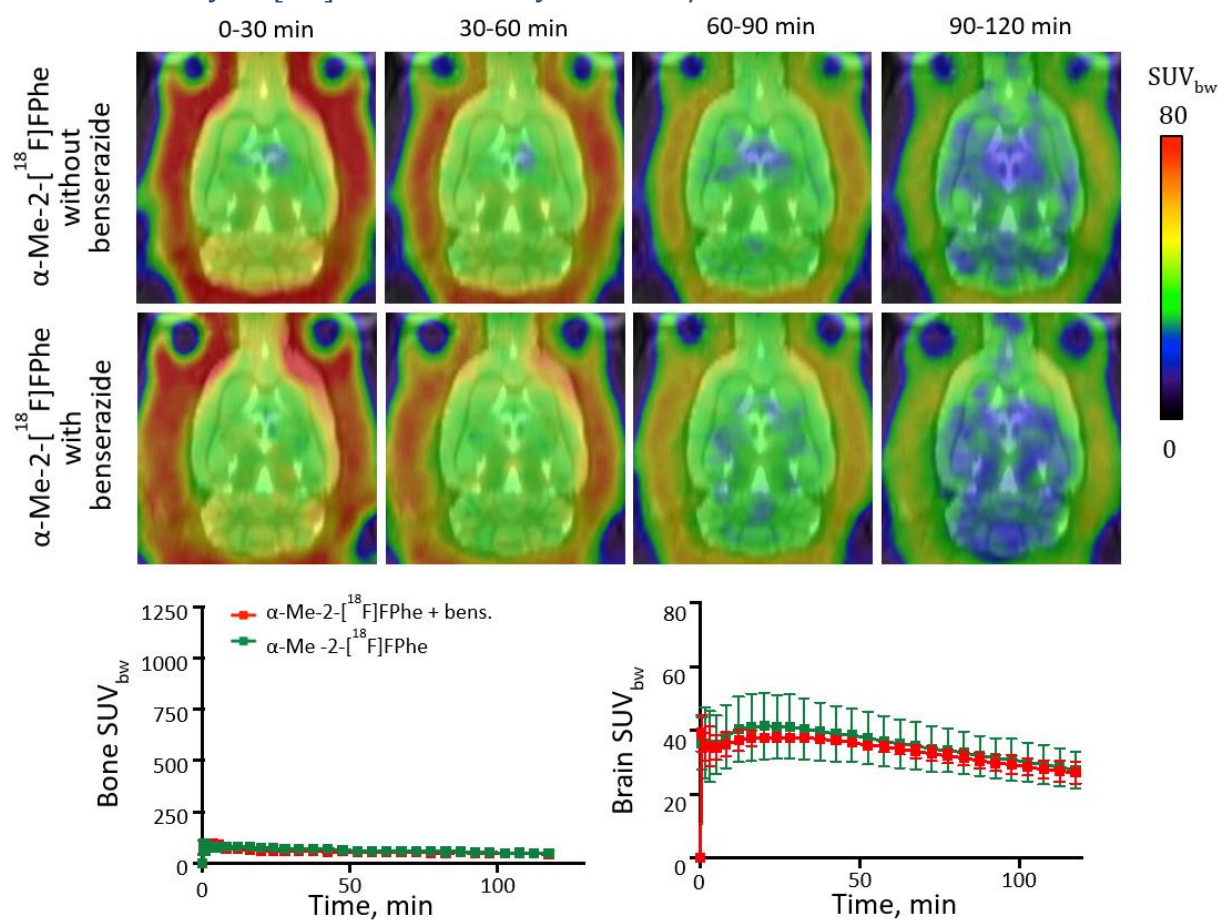 0-30 min
30-60 min
60-90 min
90-120 min
α-Me-2-[18F]FPhe
without
benserazide
SUVbw
80
0
α-Me-2-[18F]FPhe
with
benserazide
1250
1000
750
500
250
0
Bone SUVbw
α-Me-2-[18F]FPhe + bens.
α-Me -2-[18F]FPhe
0
50
100
Time, min
80
60
40
20
0
Brain SUVbw
0
50
100
Time, min